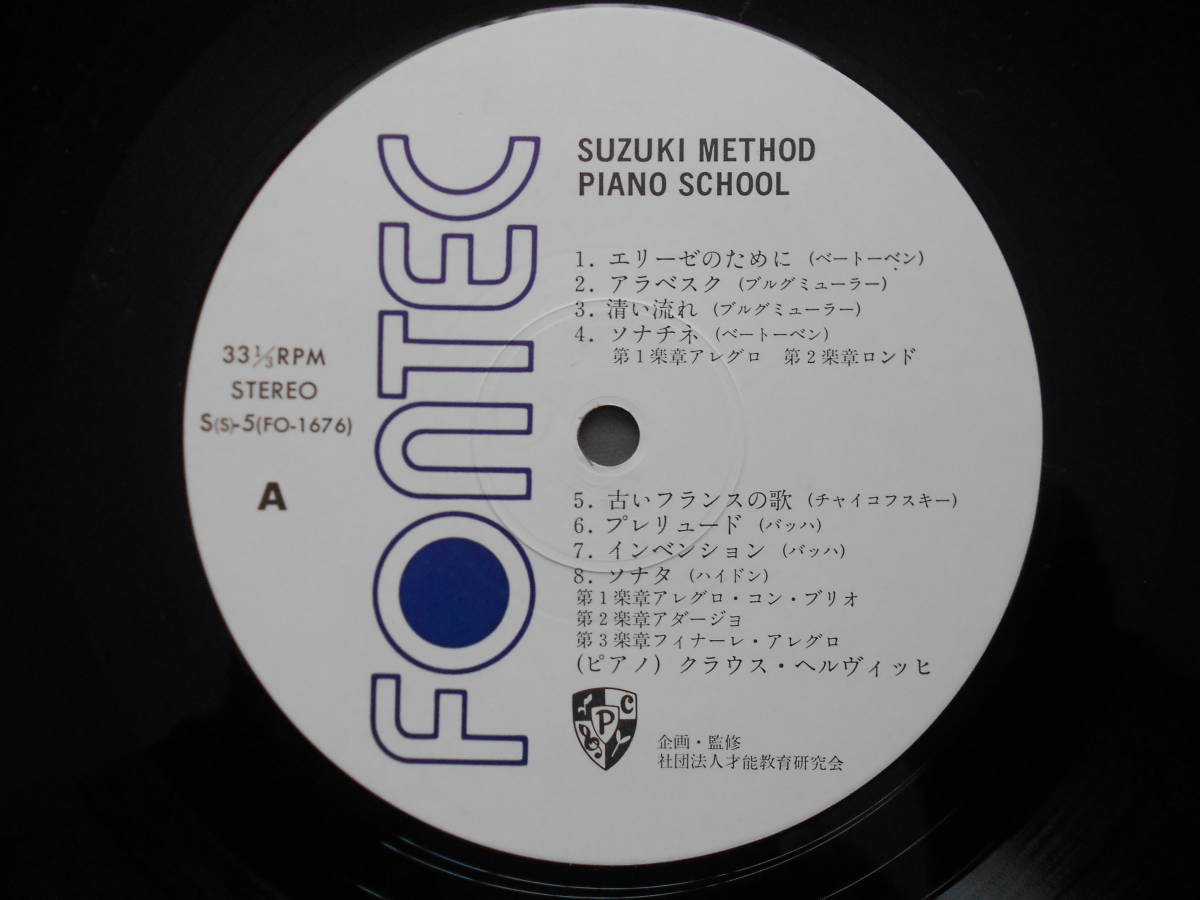 FONTEC
SUZUKI METHOD
PIANO SCHOOL
1. エリーゼのために (ベートーベン)
2. アラベスク (ブルグミューラー)
3. 清い流れ (ブルグミューラー)
4. ソナチネ (ベートーベン)
第1楽章アレグロ 第2楽章ロンド
33⅓RPM
STEREO
S(S)-5(FO-1676)
A
5. 古いフランスの歌 (チャイコフスキー)
6. プレリュード (バッハ)
7. インベンション (バッハ)
8. ソナタ (ハイドン)
第1楽章アレグロ・コン・ブリオ
第2楽章アダージョ
第3楽章フィナーレ・アレグロ
(ピアノ) クラウス・ヘルヴィッヒ
P C
企画・監修
社団法人才能教育研究会